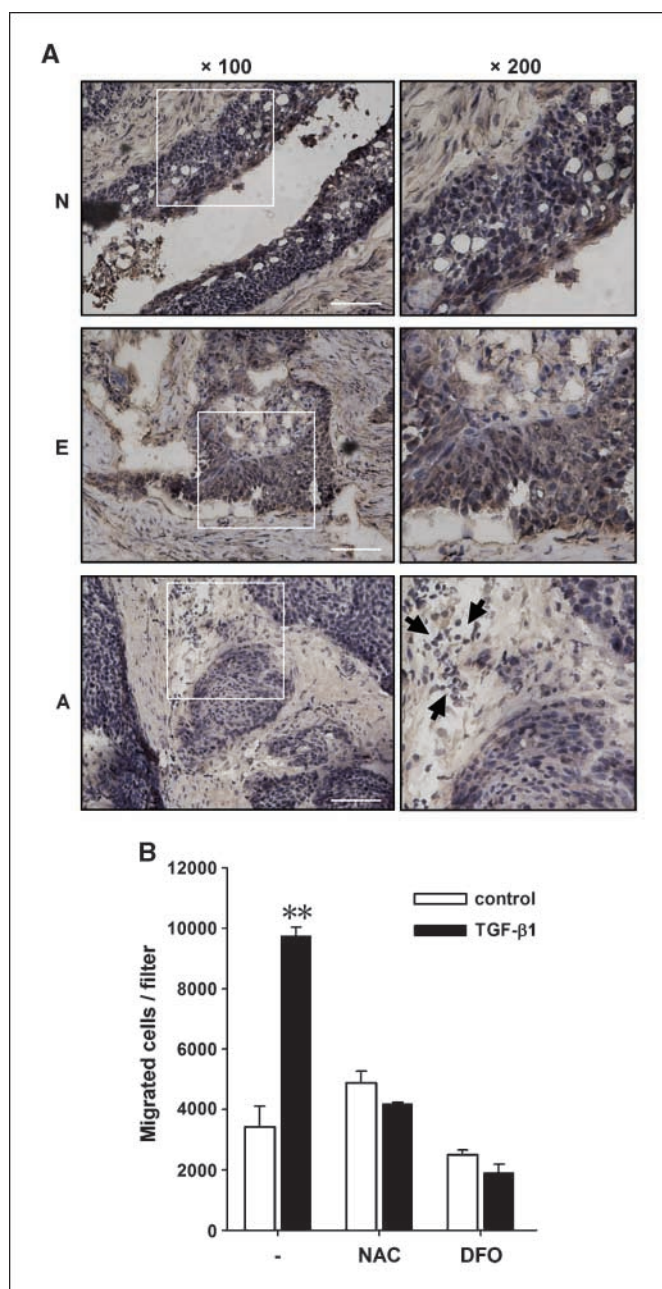 A
× 100 × 200
N
E
A
B
12000
10000
8000
6000
4000
2000
0
Migrated cells / filter
**
control
TGF-β1
- NAC DFO